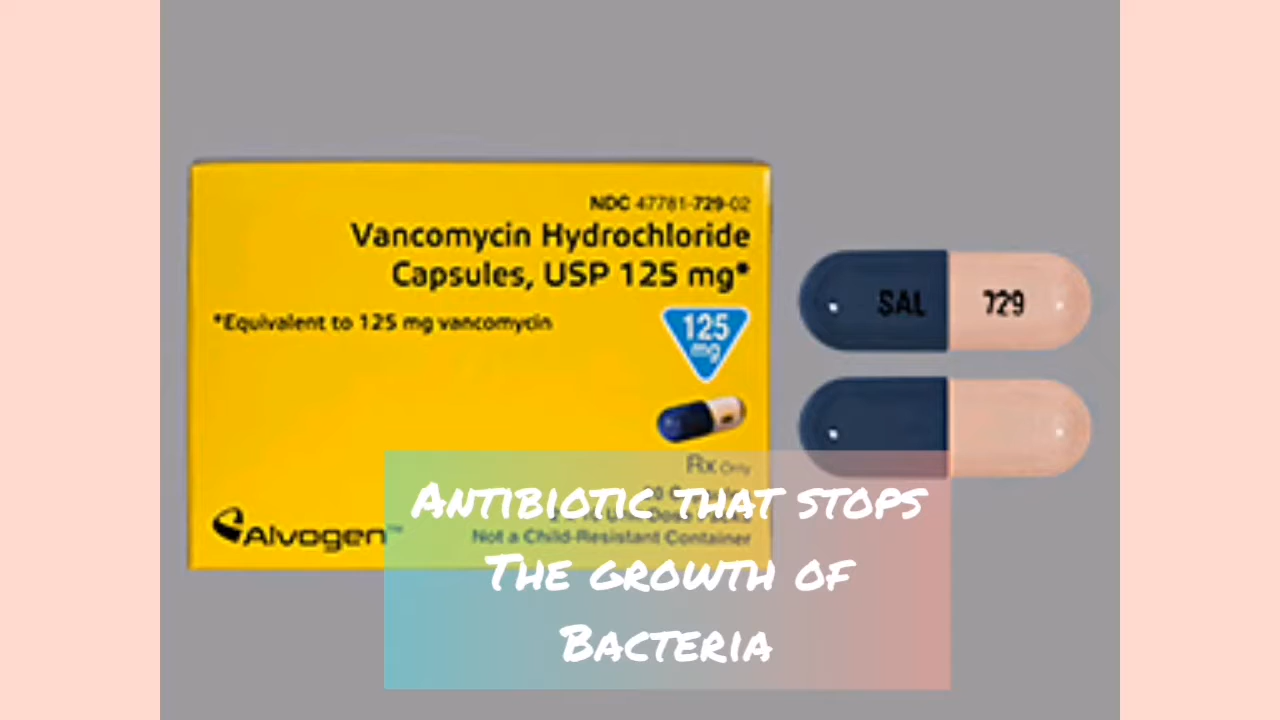 NDC 47781-729-02
Vancomycin Hydrochloride
Capsules, USP 125 mg*
*Equivalent to 125 mg vancomycin
125
mg
SAL 729
Rx Only
Alvogen™
Not a Child-Resistant Container
Antibiotic that stops
The growth of
Bacteria